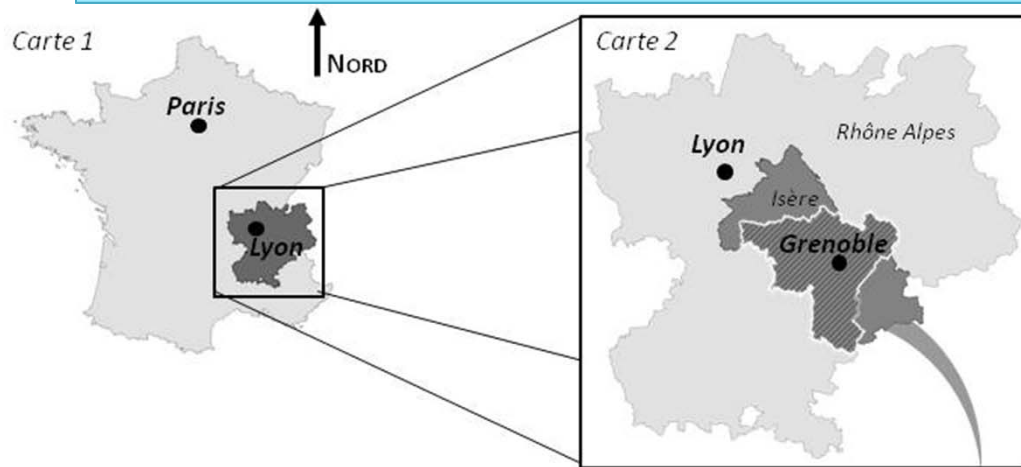 Carte 1
NORD
Paris
Lyon
Carte 2
Rhône Alpes
Lyon
Isère
Grenoble